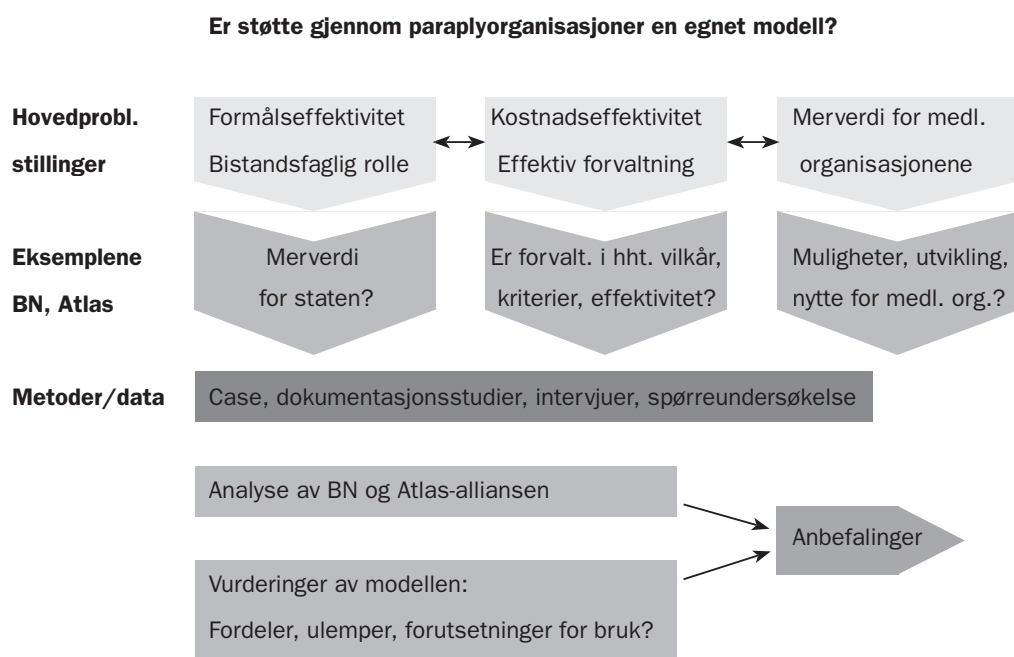 Er støtte gjennom paraplyorganisasjoner en egnet modell?
Hovedprobl.
stillinger
Formålseffektivitet
Bistandsfaglig rolle
Kostnadseffektivitet
Effektiv forvaltning
Merverdi for medl.
organisasjonene
Eksemplene
BN, Atlas
Merverdi
for staten?
Er forvalt. i hht. vilkår,
kriterier, effektivitet?
Muligheter, utvikling,
nytte for medl. org.?
Metoder/data
Case, dokumentasjonsstudier, intervjuer, spørreundersøkelse
Analyse av BN og Atlas-alliansen
Anbefalinger
Vurderinger av modellen:
Fordeler, ulemper, forutsetninger for bruk?